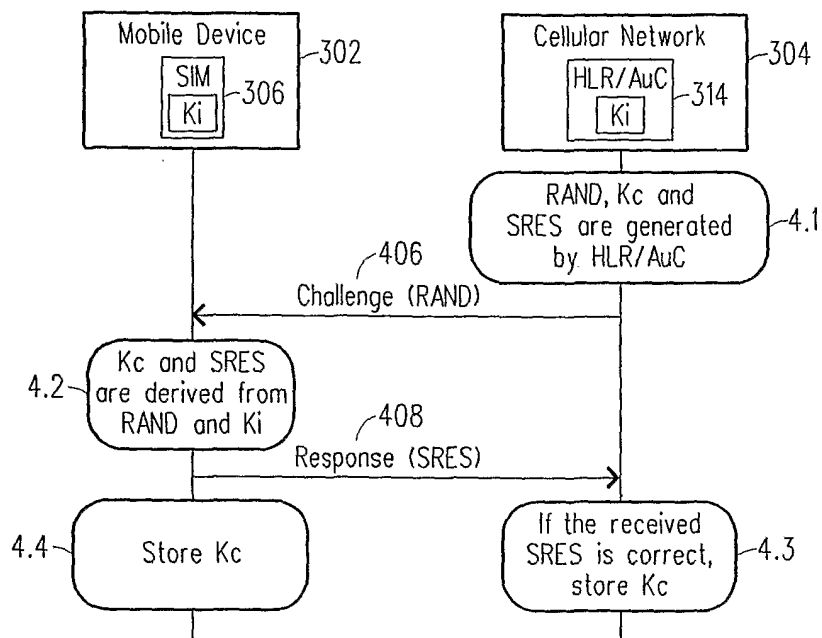 Mobile Device
302
SIM
306
Ki
Cellular Network
304
HLR/AuC
314
Ki
RAND, Kc and
SRES are generated
by HLR/AuC
4.1
406
Challenge (RAND)
Kc and SRES
are derived from
RAND and Ki
4.2
408
Response (SRES)
4.4
Store Kc
If the received
SRES is correct,
store Kc
4.3